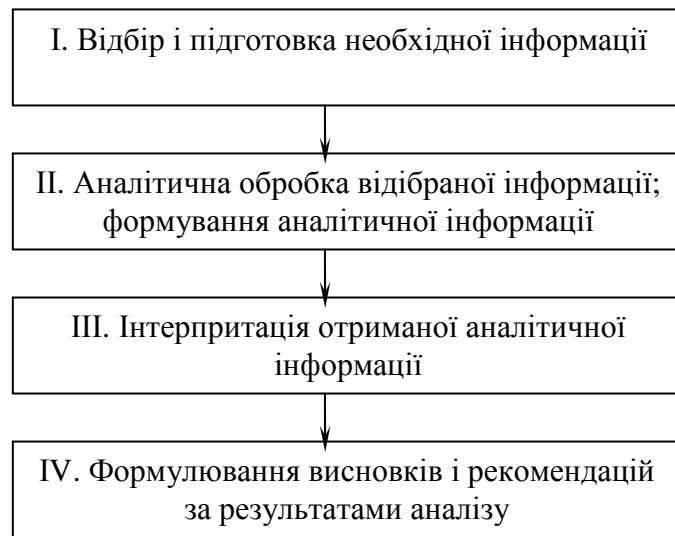 I. Відбір і підготовка необхідної інформації
II. Аналітична обробка відібраної інформації;
формування аналітичної інформації
III. Інтерпритація отриманої аналітичної
інформації
IV. Формулювання висновків і рекомендацій
за результатами аналізу